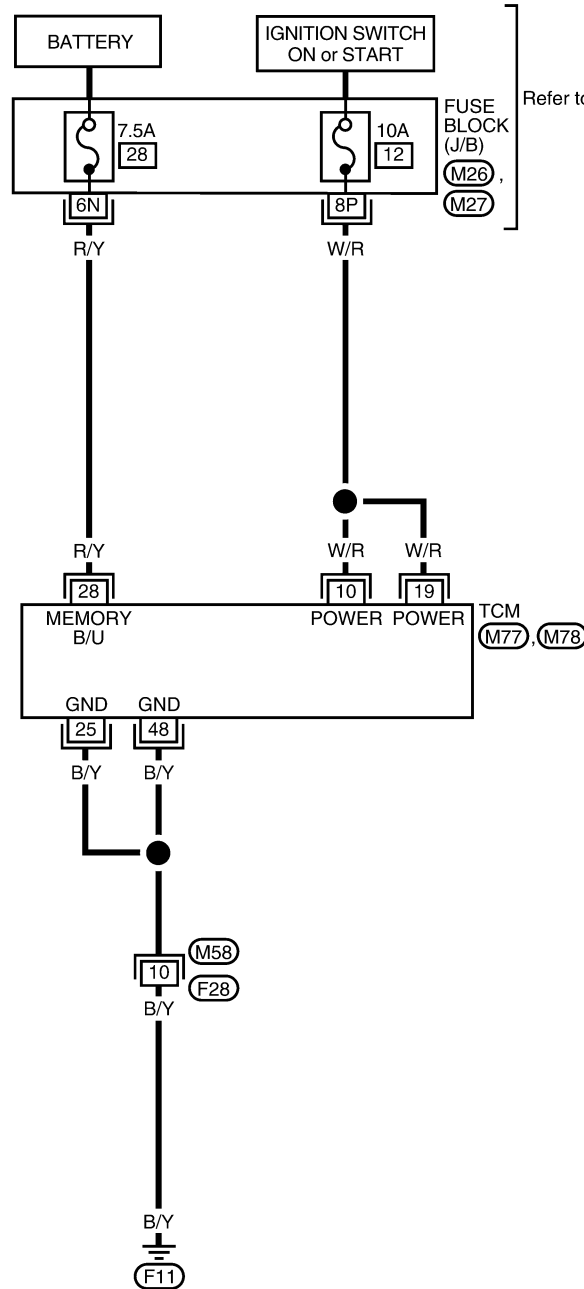 BATTERY
IGNITION SWITCH
ON or START
Refer to
FUSE
BLOCK
(J/B)
7.5A
28
10A
12
M26 ,
M27
6N
8P
R/Y
W/R
R/Y
W/R
W/R
28
10
19
TCM
MEMORY
B/U
POWER
POWER
M77 , M78
GND
GND
25
48
B/Y
B/Y
M58
10
F28
B/Y
B/Y
F11